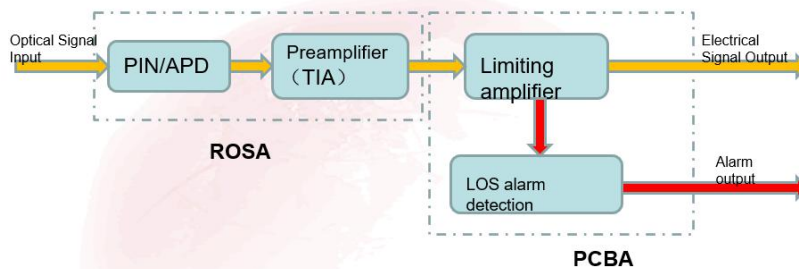 Optical Signal
Input
PIN/APD
Preamplifier
（TIA）
Limiting
amplifier
Electrical
Signal Output
ROSA
LOS alarm
detection
Alarm
output
PCBA